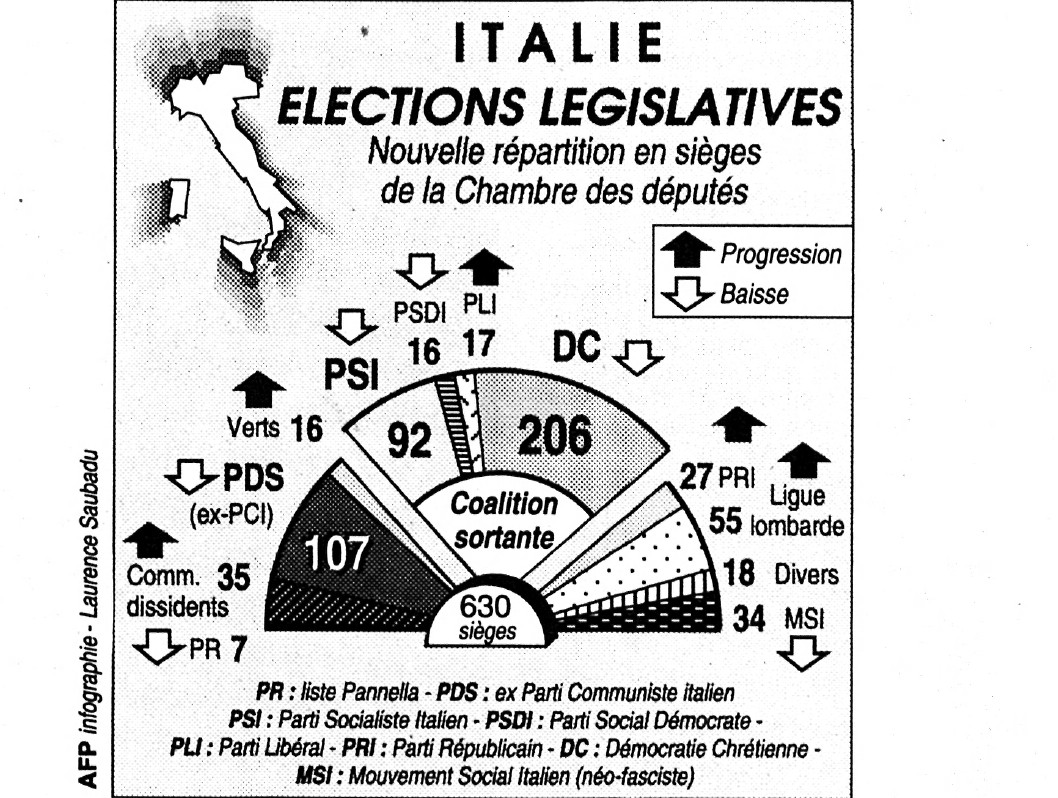 ITALIE
ELECTIONS LEGISLATIVES
Nouvelle répartition en sièges
de la Chambre des députés
Progression
Baisse
PSDI
16
PLI
17
PSI
92
DC
206
Verts 16
PDS
(ex-PCI)
107
Comm. 35
dissidents
PR 7
Coalition
sortante
27 PRI
Ligue
55 lombarde
18 Divers
34 MSI
630
sièges
PR : liste Pannella - PDS : ex Parti Communiste italien
PSI : Parti Socialiste Italien - PSDI : Parti Social Démocrate -
PLI : Parti Libéral - PRI : Parti Républicain - DC : Démocratie Chrétienne -
MSI : Mouvement Social Italien (néo-fasciste)
AFP infographie - Laurence Saubadu